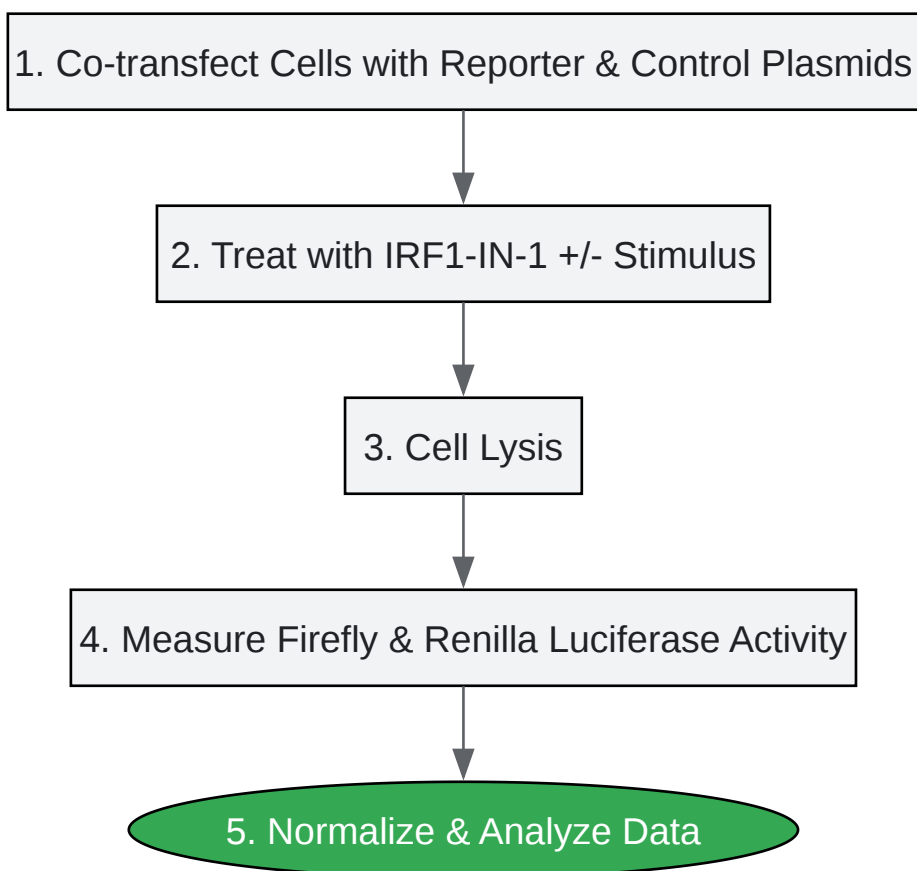 1. Co-transfect Cells with Reporter & Control Plasmids
2. Treat with IRF1-IN-1 +/- Stimulus
3. Cell Lysis
4. Measure Firefly & Renilla Luciferase Activity
5. Normalize & Analyze Data